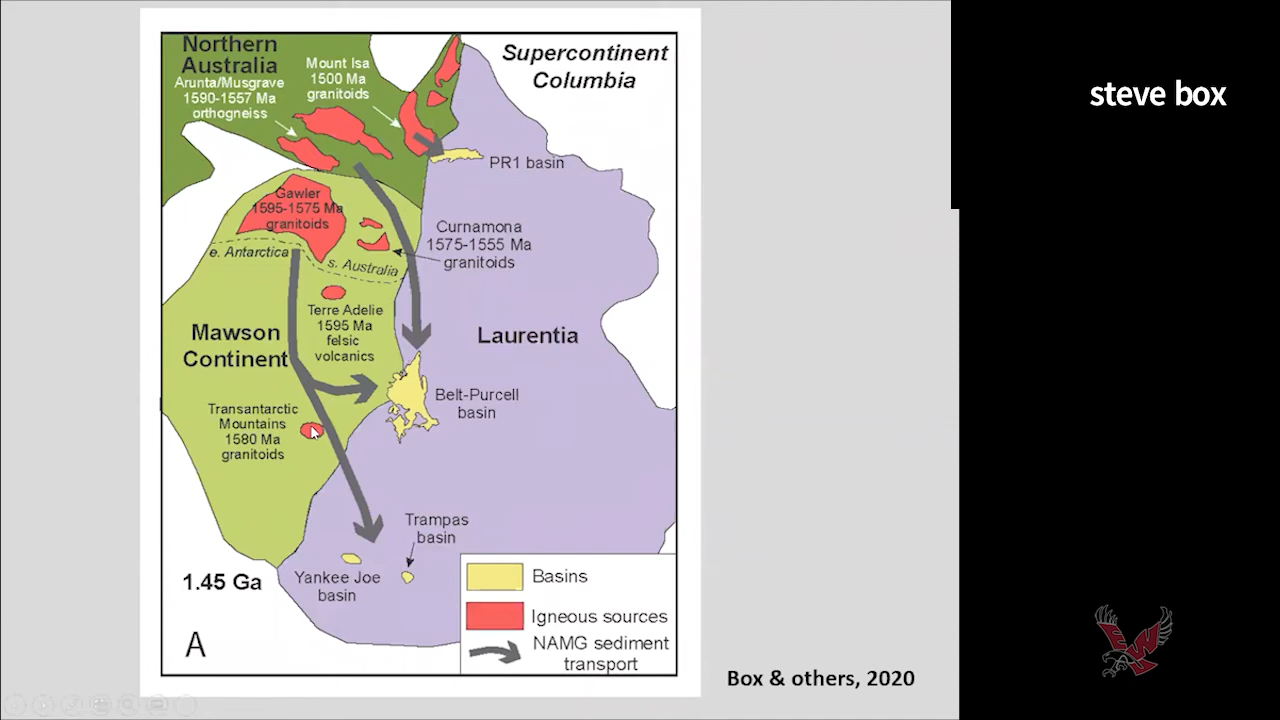 Northern
Australia
Arunta/Musgrave
1590-1557 Ma
orthogneiss
Mount Isa
1500 Ma
granitoids
Supercontinent
Columbia
PR1 basin
Gawler
1595-1575 Ma
granitoids
Curnamona
1575-1555 Ma
granitoids
e. Antarctica
s. Australia
Terre Adelie
1595 Ma
felsic
volcanics
Mawson
Continent
Laurentia
Belt-Purcell
basin
Transantarctic
Mountains
1580 Ma
granitoids
Trampas
basin
Yankee Joe
basin
1.45 Ga
A
Basins
Igneous sources
NAMG sediment
transport
Box & others, 2020
steve box
EW